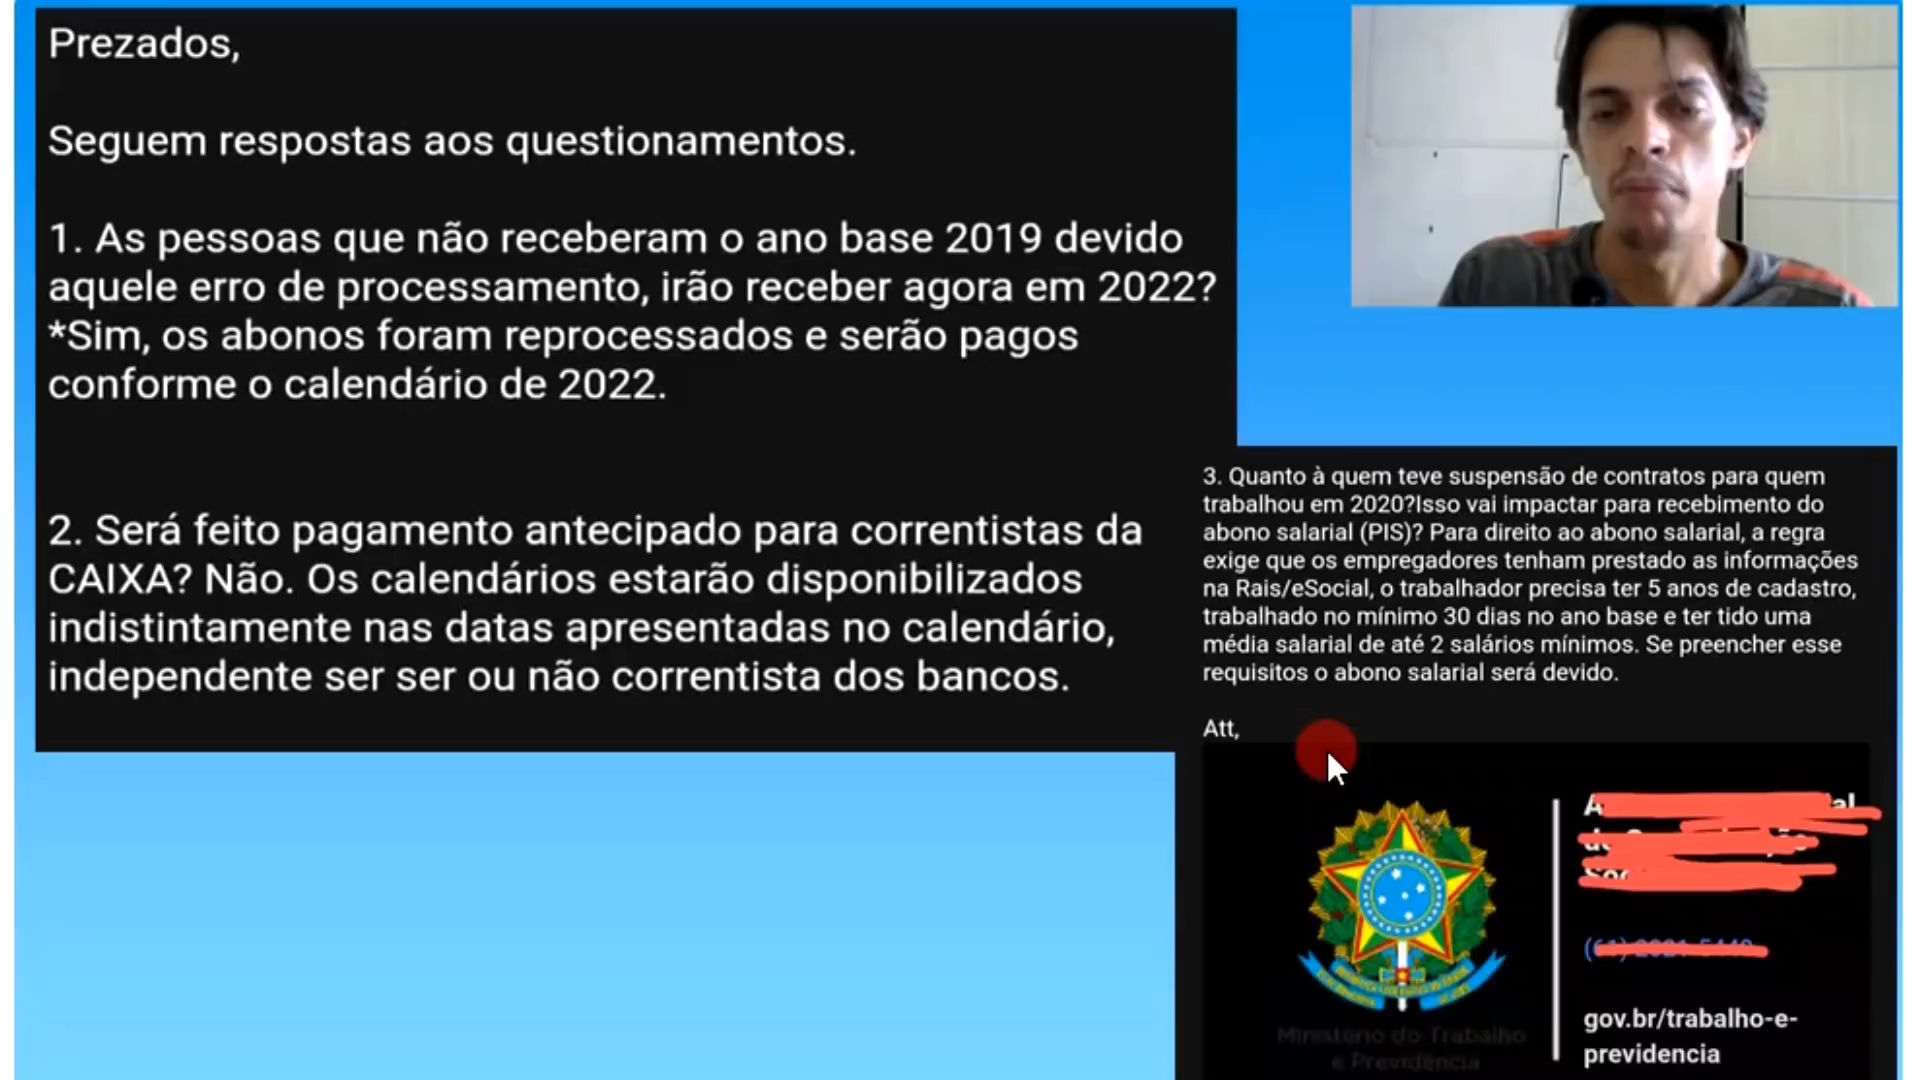 Prezados,
Seguem respostas aos questionamentos.
1. As pessoas que não receberam o ano base 2019 devido
aquele erro de processamento, irão receber agora em 2022?
*Sim, os abonos foram reprocessados e serão pagos
conforme o calendário de 2022.
2. Será feito pagamento antecipado para correntistas da
CAIXA? Não. Os calendários estarão disponibilizados
indistintamente nas datas apresentadas no calendário,
independente ser ser ou não correntista dos bancos.
3. Quanto à quem teve suspensão de contratos para quem
trabalhou em 2020?Isso vai impactar para recebimento do
abono salarial (PIS)? Para direito ao abono salarial, a regra
exige que os empregadores tenham prestado as informações
na Rais/eSocial, o trabalhador precisa ter 5 anos de cadastro,
trabalhado no mínimo 30 dias no ano base e ter tido uma
média salarial de até 2 salários mínimos. Se preencher esse
requisitos o abono salarial será devido.
Att,
Ministério do Trabalho
e Previdência
gov.br/trabalho-e-
previdencia